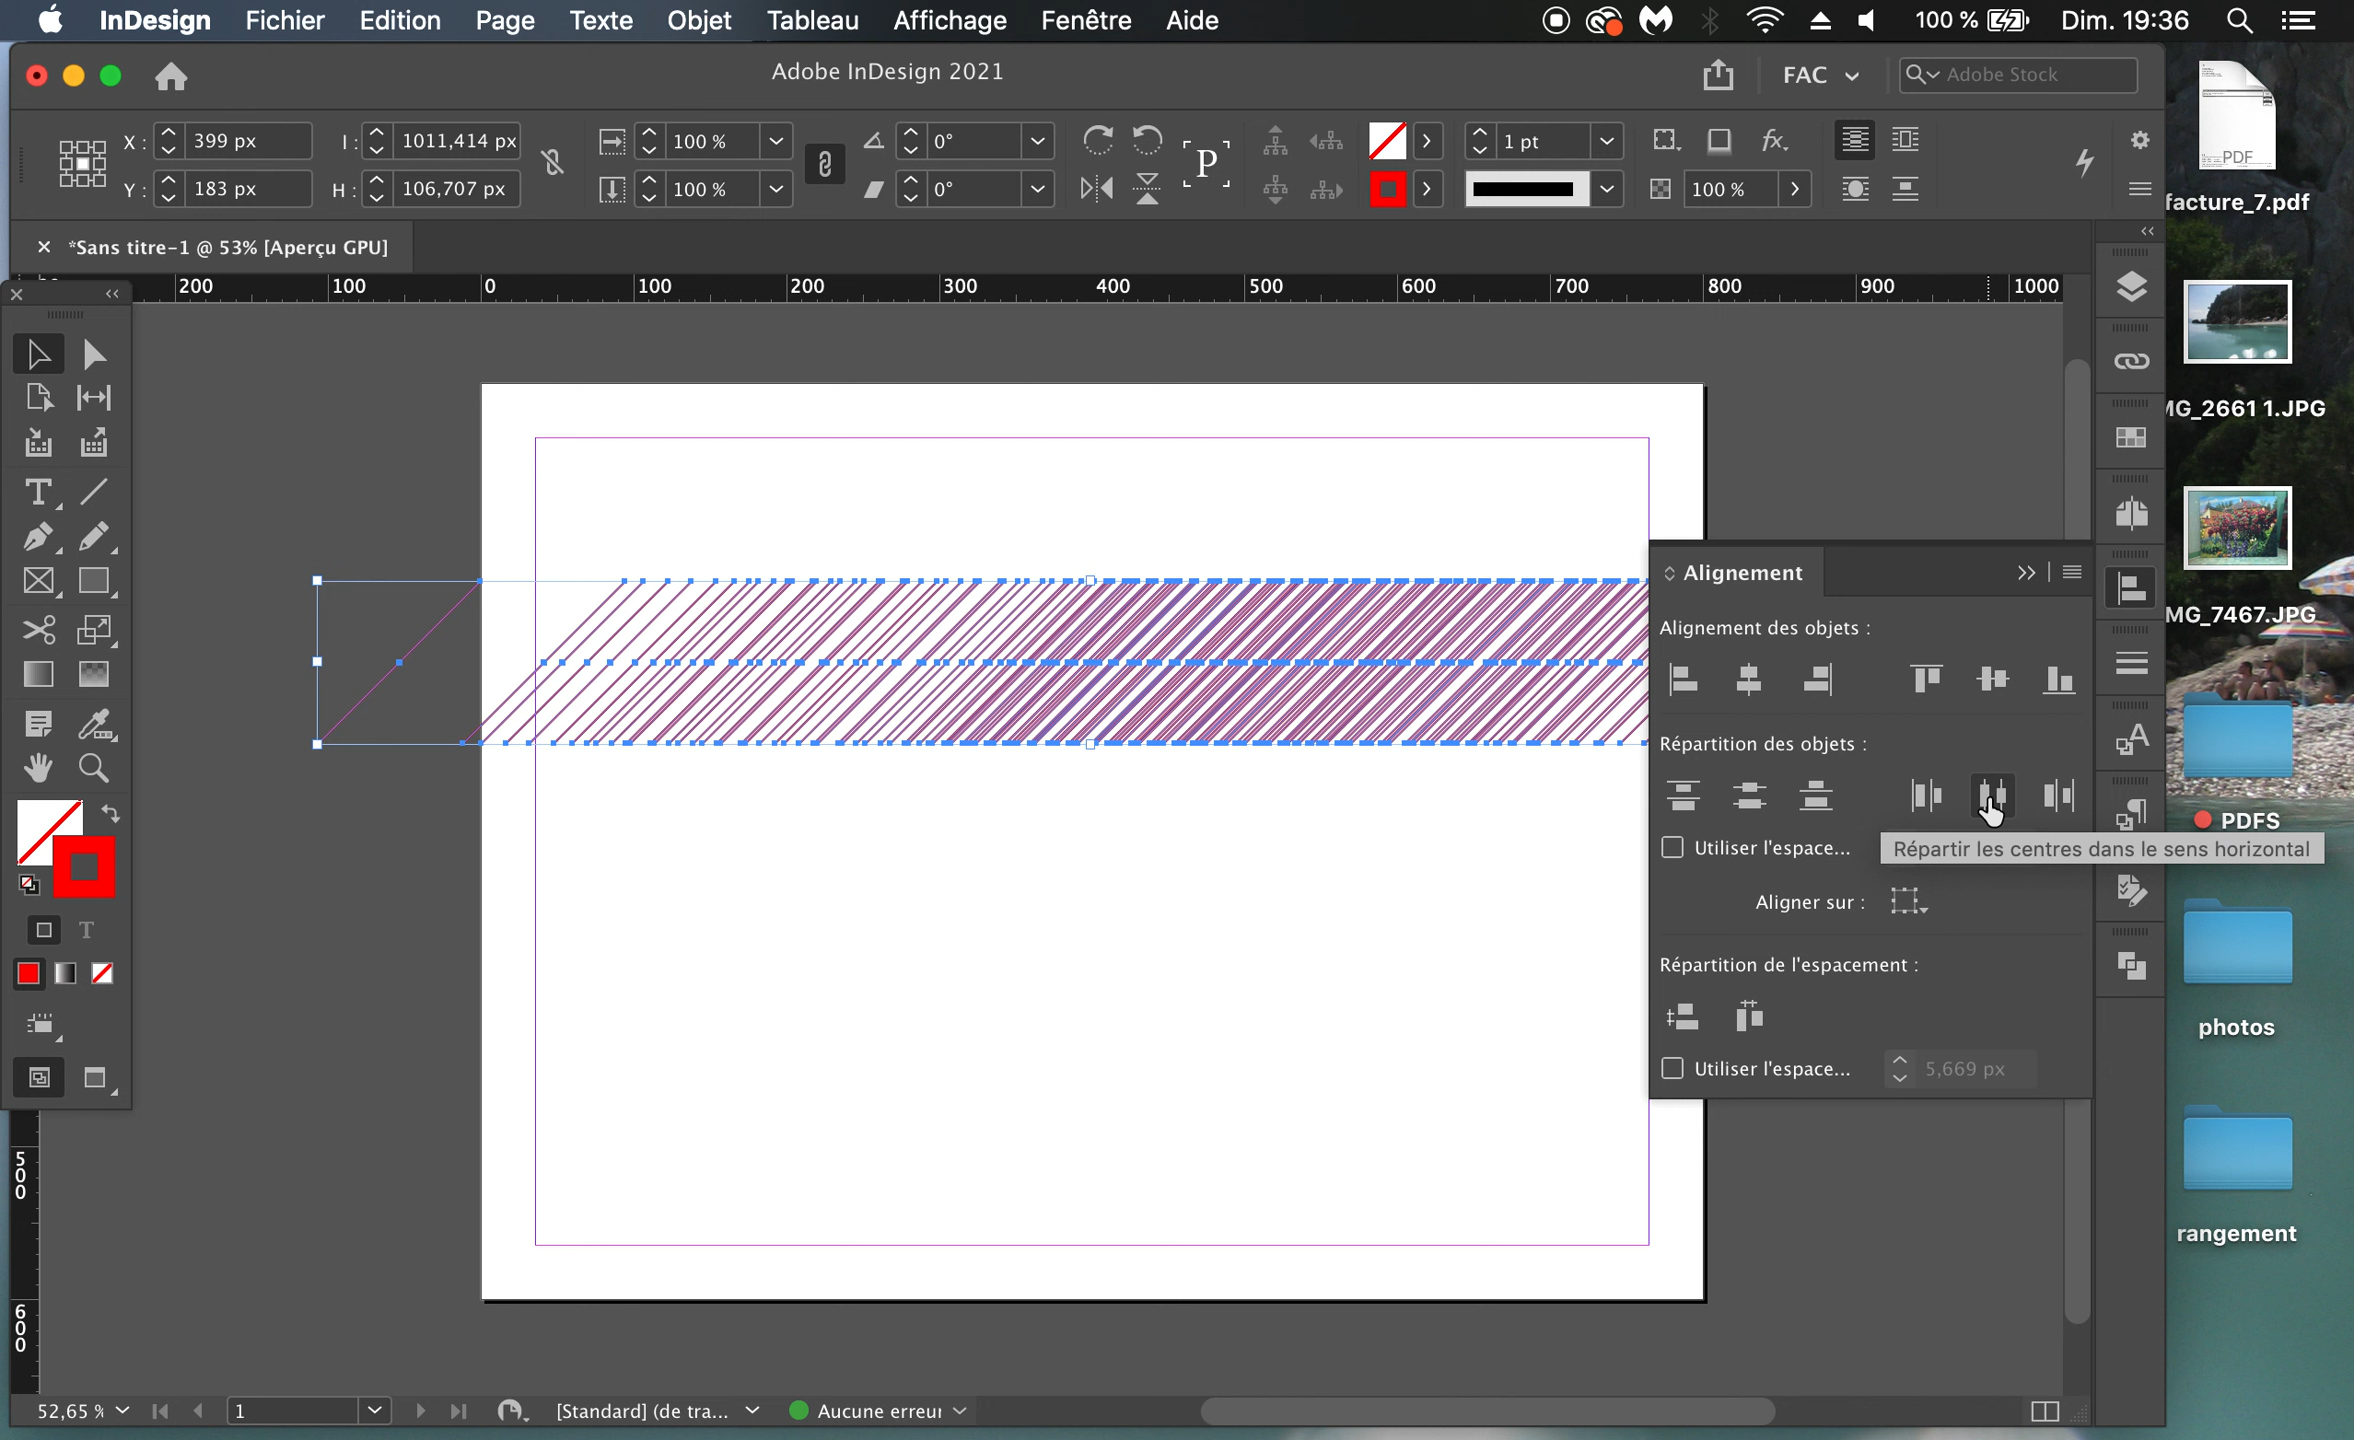 InDesign Fichier Edition Page Texte Objet Tableau Affichage Fenêtre Aide 100 % Dim. 19:36
Adobe InDesign 2021 FAC Adobe Stock
X : 399 px I : 1011,414 px 100 % 0° 1 pt
Y : 183 px H : 106,707 px 100 % 0° P 100 %
fx
*Sans titre-1 @ 53% [Aperçu GPU]
200 100 0 100 200 300 400 500 600 700 800 900 1000
PDF
facture_7.pdf
MG_2661 1.JPG
MG_7467.JPG
PDFS
photos
rangement
Alignement
Alignement des objets :
Répartition des objets :
Utiliser l'espace...
Répartir les centres dans le sens horizontal
Aligner sur :
Répartition de l'espacement :
Utiliser l'espace... 5,669 px
500
600
52,65 % 1 [Standard] (de tra... Aucune erreur